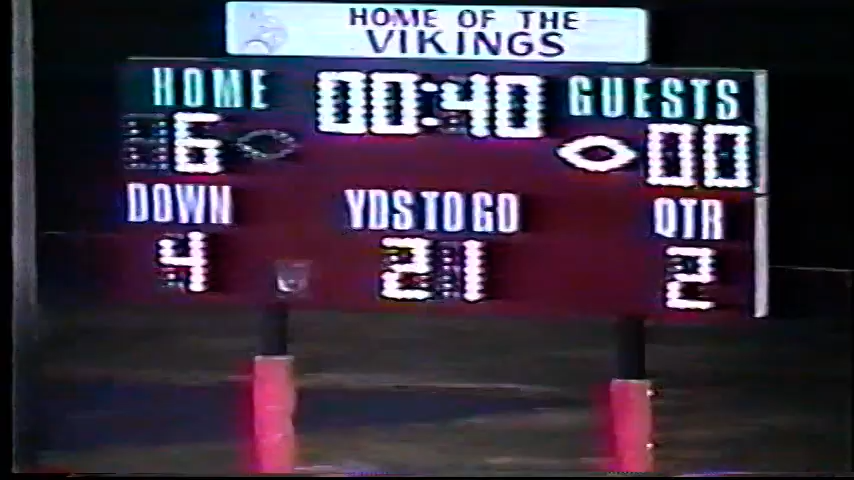 HOME OF THE
VIKINGS
HOME 00:40 GUESTS
6 00
DOWN YDS TO GO QTR
4 21 2